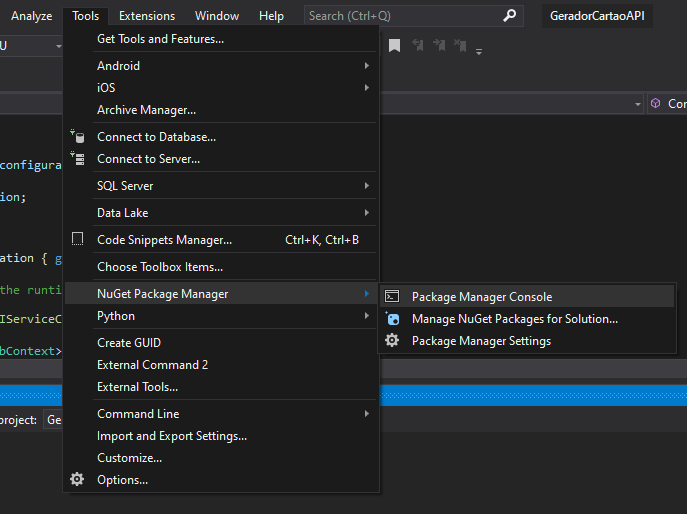 Analyze Tools Extensions Window Help Search (Ctrl+Q) GeradorCartaoAPI
U Get Tools and Features...
Android
iOS
Archive Manager...
Con
Connect to Database...
configura Connect to Server...
SQL Server
ion;
Data Lake
Code Snippets Manager... Ctrl+K, Ctrl+B
ation { g
Choose Toolbox Items...
the runti NuGet Package Manager Package Manager Console
IServiceC Python Manage NuGet Packages for Solution...
bContext> Create GUID Package Manager Settings
External Command 2
External Tools...
project: Ge Command Line
Import and Export Settings...
Customize...
Options...